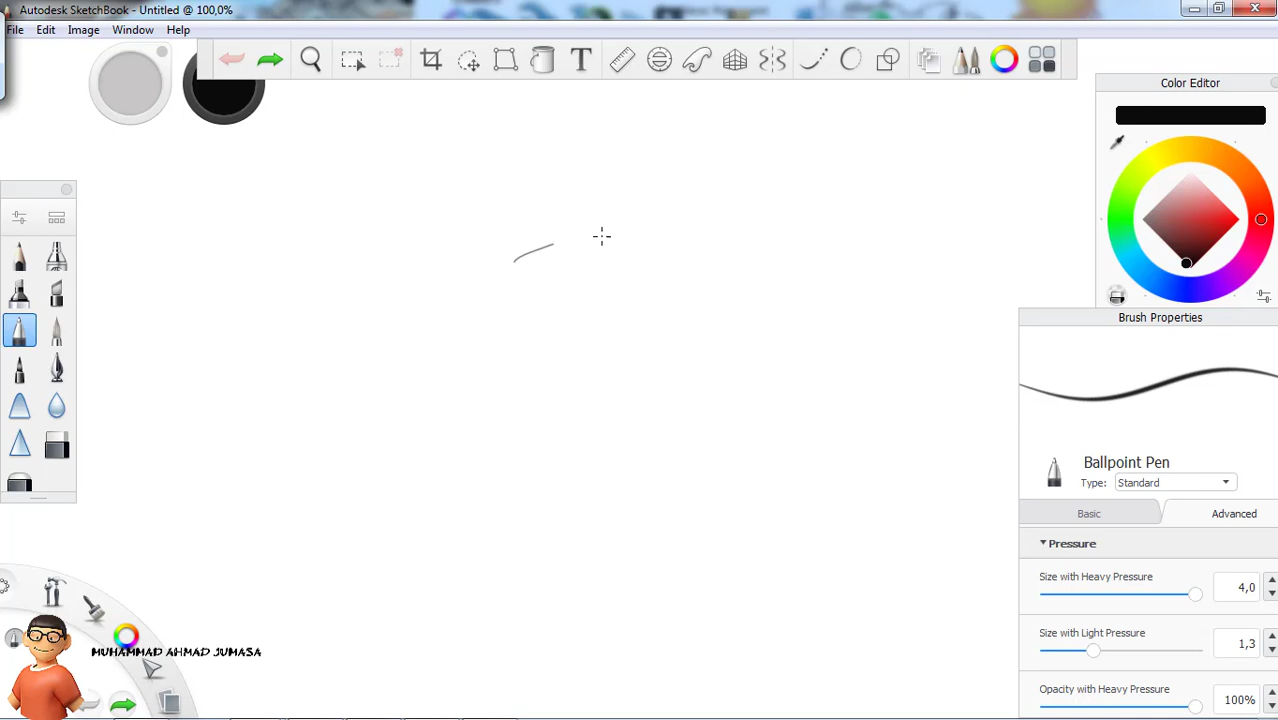 Autodesk SketchBook - Untitled @ 100,0%
File Edit Image Window Help
T
Color Editor
Brush Properties
Ballpoint Pen
Type: Standard
Basic Advanced
Pressure
Size with Heavy Pressure 4,0
Size with Light Pressure 1,3
Opacity with Heavy Pressure 100%
MUHAMMAD AHMAD JUMASA